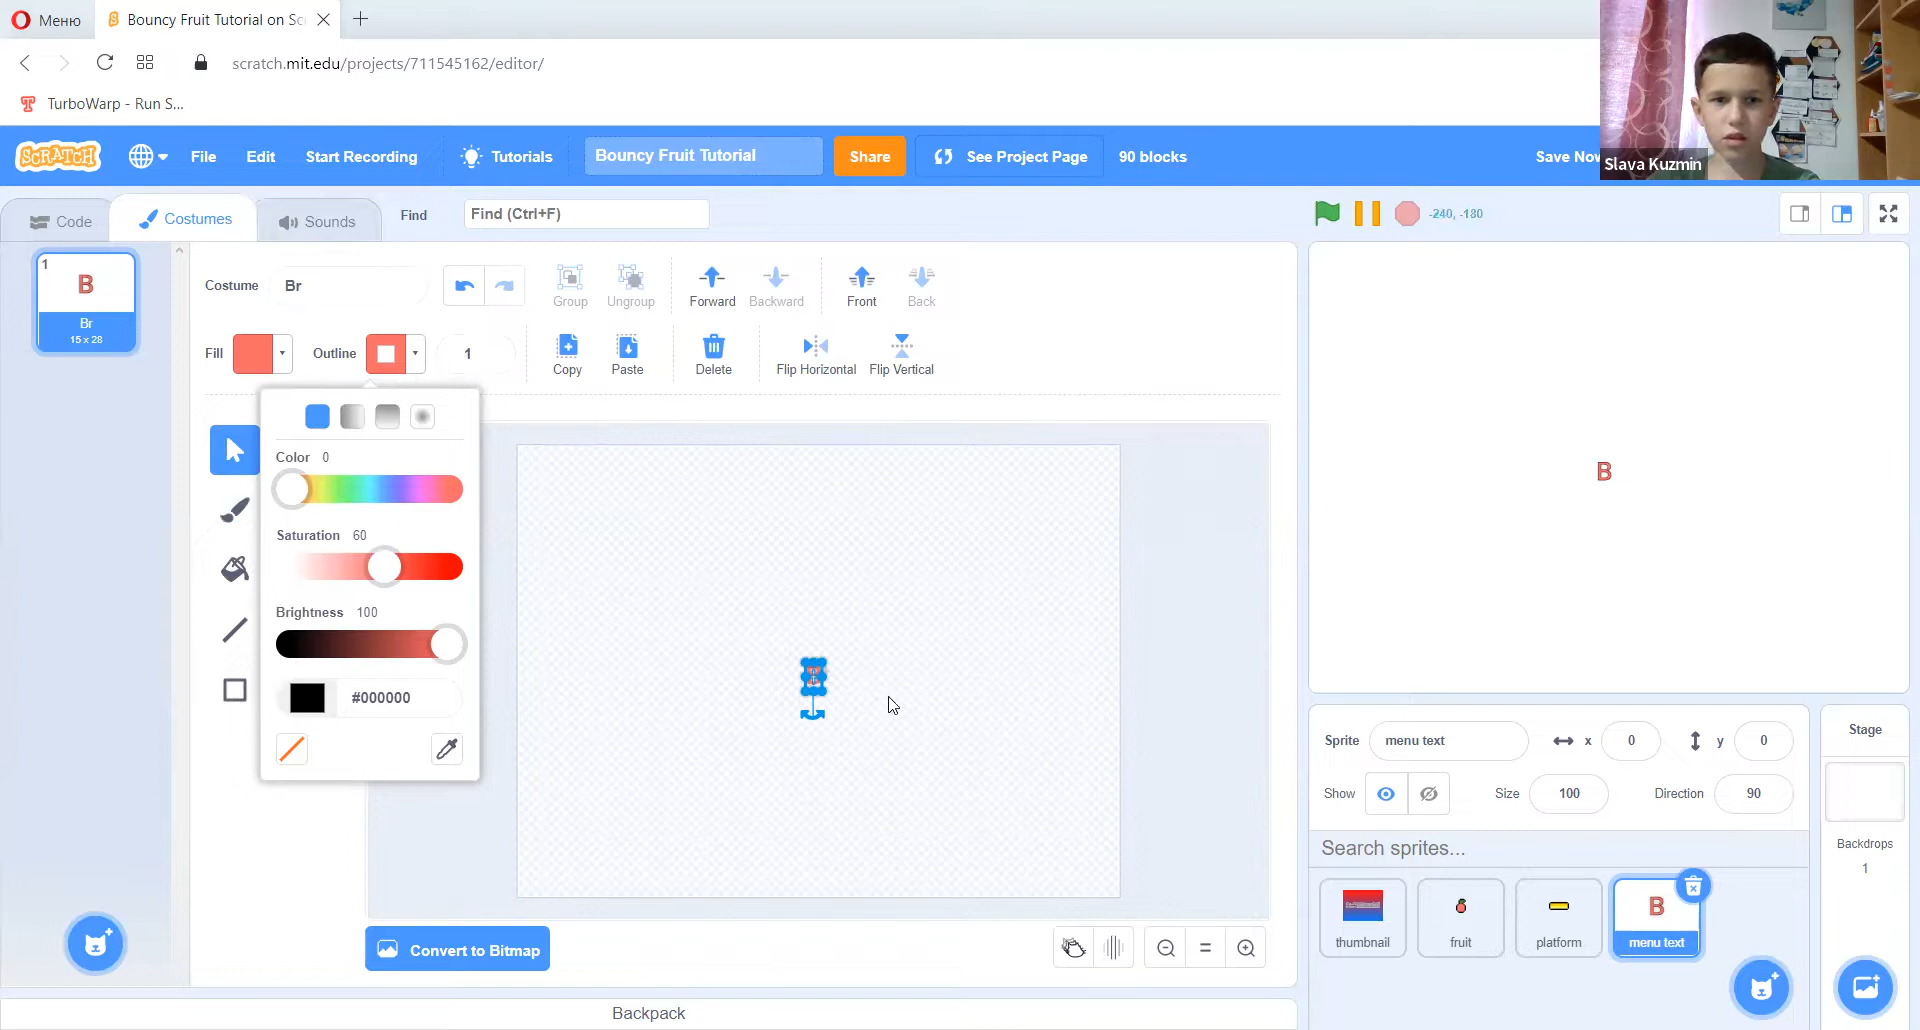 Меню
Bouncy Fruit Tutorial on Sc
scratch.mit.edu/projects/711545162/editor/
TurboWarp - Run S...
SCRATCH
File
Edit
Start Recording
Tutorials
Bouncy Fruit Tutorial
Share
See Project Page
90 blocks
Save Now
Slava Kuzmin
Code
Costumes
Sounds
Find
Find (Ctrl+F)
-240, -180
1
B
Br
15 x 28
Costume
Br
Group
Ungroup
Forward
Backward
Front
Back
Fill
Outline
1
Copy
Paste
Delete
Flip Horizontal
Flip Vertical
Color 0
Saturation 60
Brightness 100
#000000
B
Convert to Bitmap
Backpack
Sprite
menu text
x
0
y
0
Show
Size
100
Direction
90
Search sprites...
thumbnail
fruit
platform
B
menu text
Stage
Backdrops
1